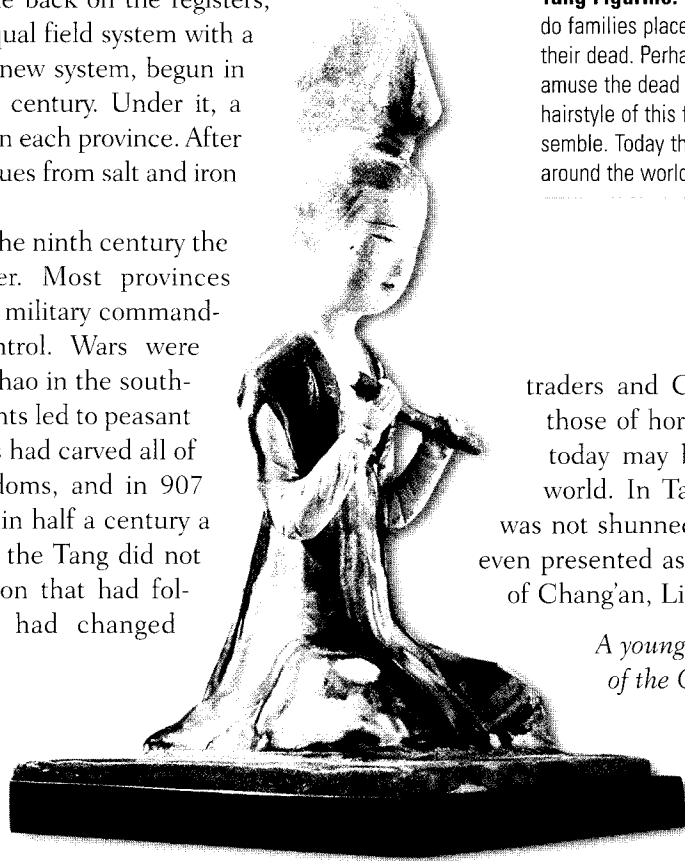 back on the registers,
qual field system with a
new system, begun in
century. Under it, a
n each province. After
ues from salt and iron
he ninth century the
er. Most provinces
military command-
ntrol. Wars were
hao in the south-
nts led to peasant
s had carved all of
doms, and in 907
in half a century a
the Tang did not
on that had fol-
had changed
do families place
their dead. Perha
amuse the dead
hairstyle of this f
semble. Today th
around the world
traders and C
those of hor
today may
world. In Ta
was not shunned
even presented as
of Chang'an, Li
A young
of the